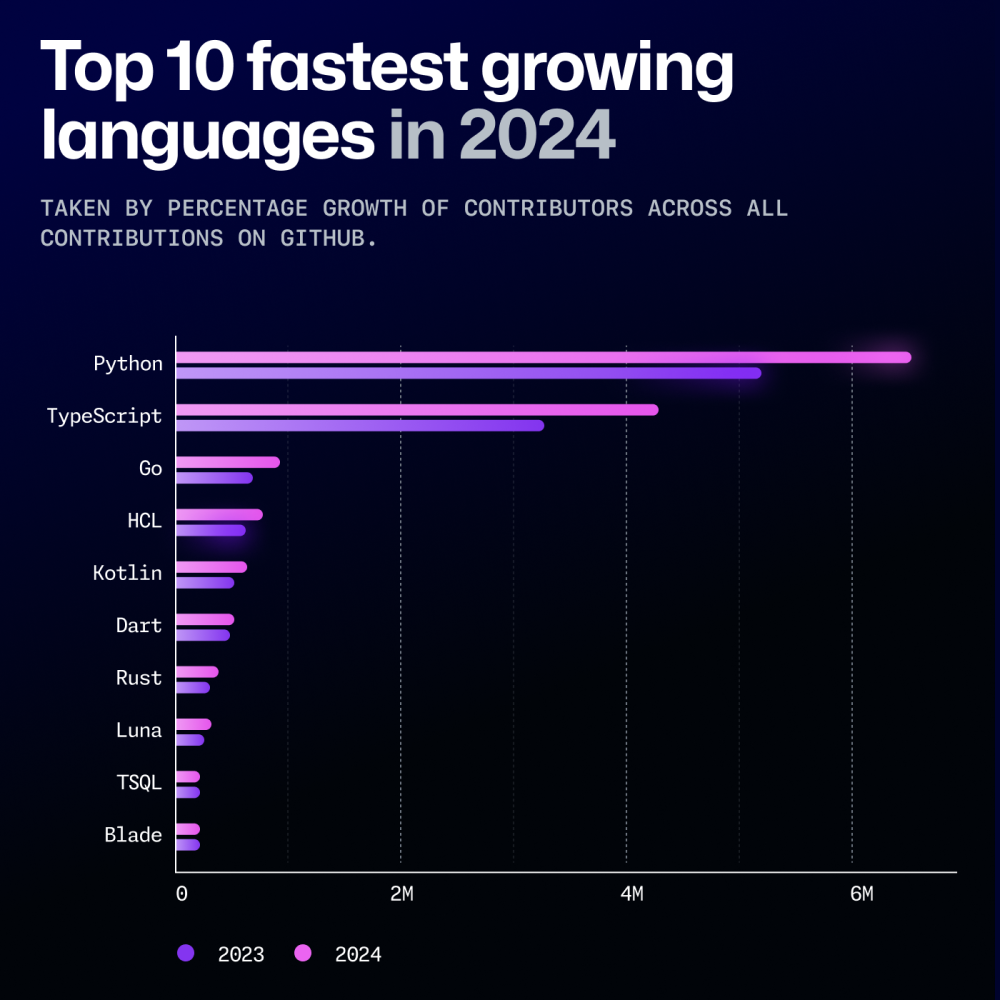 Top 10 fastest growing
languages in 2024
TAKEN BY PERCENTAGE GROWTH OF CONTRIBUTORS ACROSS ALL
CONTRIBUTIONS ON GITHUB.
Python
TypeScript
Go
HCL
Kotlin
Dart
Rust
Luna
TSQL
Blade
0 2M 4M 6M
2023 2024